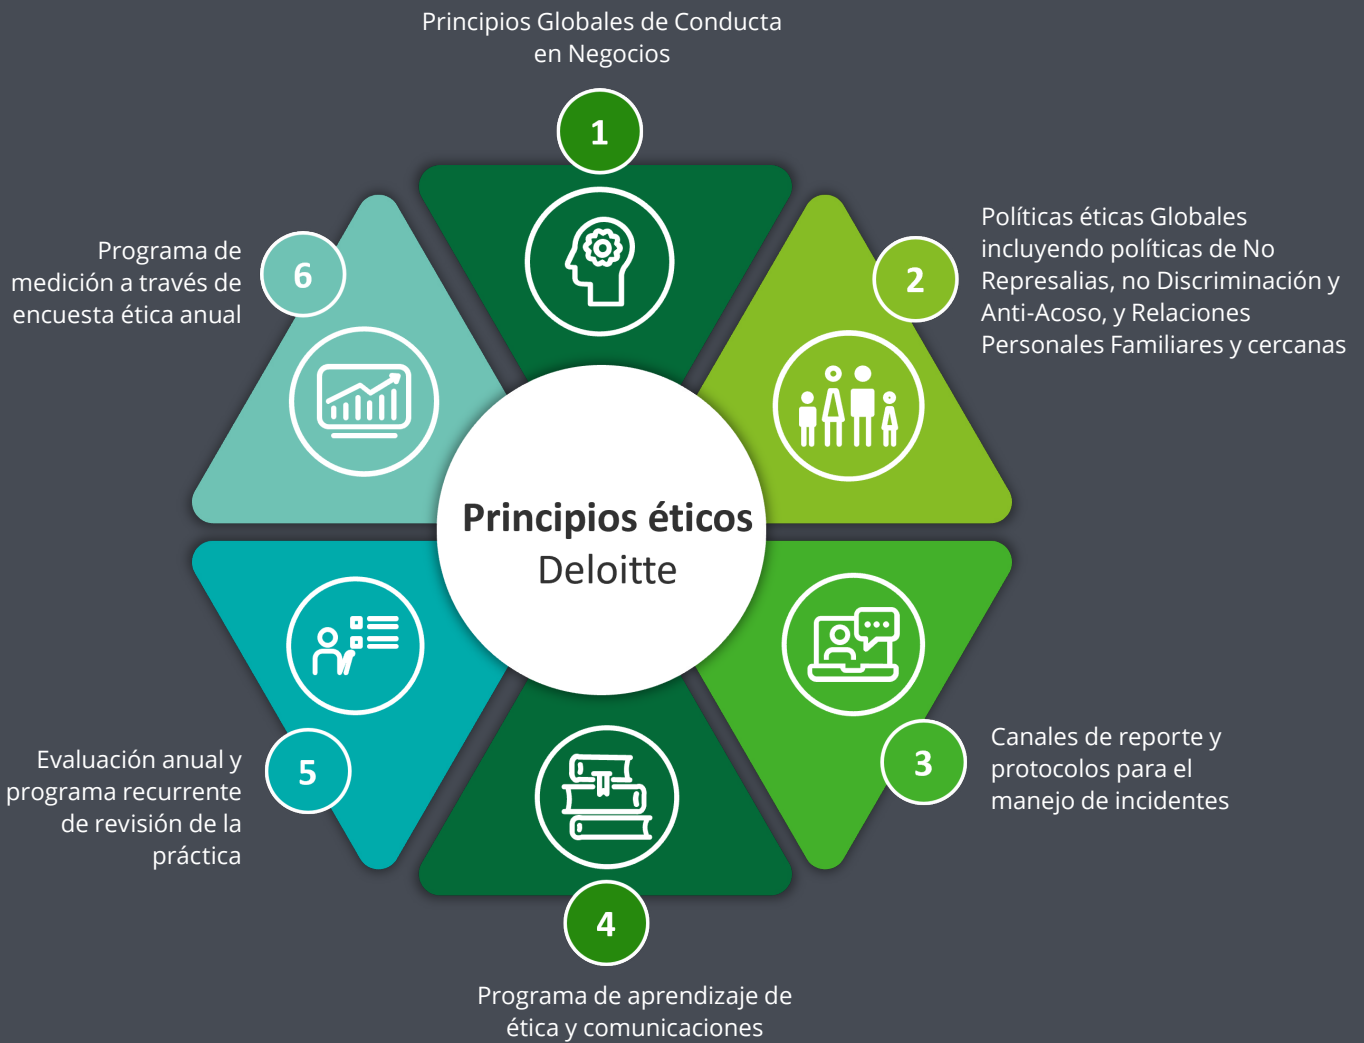 Principios Globales de Conducta
en Negocios
1
2
Políticas éticas Globales
incluyendo políticas de No
Represalias, no Discriminación y
Anti-Acoso, y Relaciones
Personales Familiares y cercanas
3
Canales de reporte y
protocolos para el
manejo de incidentes
4
Programa de aprendizaje de
ética y comunicaciones
5
Evaluación anual y
programa recurrente
de revisión de la
práctica
6
Programa de
medición a través de
encuesta ética anual
Principios éticos
Deloitte